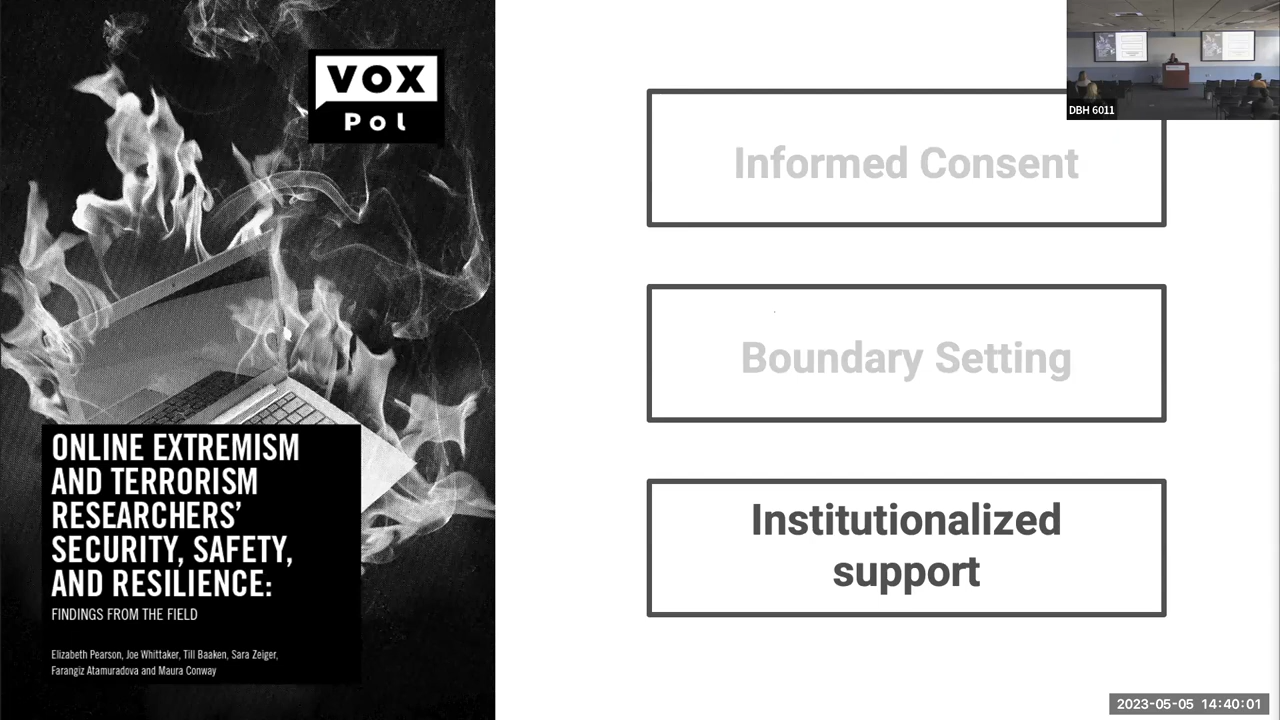 VOX
Pol
ONLINE EXTREMISM
AND TERRORISM
RESEARCHERS’
SECURITY, SAFETY,
AND RESILIENCE:
FINDINGS FROM THE FIELD
Elizabeth Pearson, Joe Whittaker, Till Baaken, Sara Zeiger,
Farangiz Atamuradova and Maura Conway
Informed Consent
Boundary Setting
Institutionalized
support
DBH 6011
2023-05-05 14:40:01